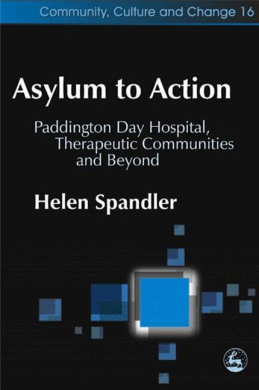 Community, Culture and Change 16
Asylum to Action
Paddington Day Hospital,
Therapeutic Communities
and Beyond
Helen Spandler